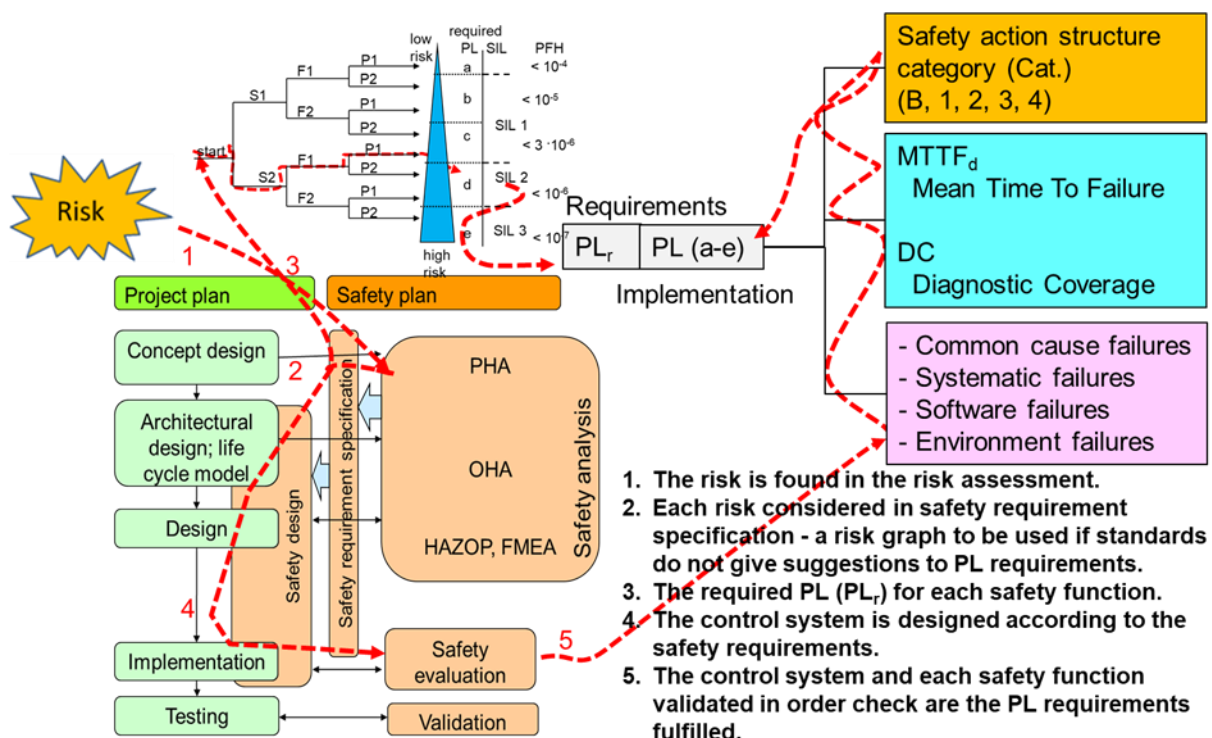 required
low
risk
PL
SIL
PFH
P1
F1
P2
a
< 10-4
S1
b
< 10-5
P1
F2
P2
SIL 1
c
< 3 ·10-6
start
P1
F1
P2
SIL 2
d
S2
< 10-6
P1
F2
P2
SIL 3
e
< 10-7
high
risk
Risk
1
3
Requirements
PLr
PL (a-e)
Implementation
Safety action structure
category (Cat.)
(B, 1, 2, 3, 4)
MTTFd
Mean Time To Failure
DC
Diagnostic Coverage
- Common cause failures
- Systematic failures
- Software failures
- Environment failures
Project plan
Safety plan
Concept design
2
Architectural
design; life
cycle model
Design
4
Implementation
Testing
Safety design
Safety requirement specification
PHA
OHA
HAZOP, FMEA
Safety analysis
Safety
evaluation
5
Validation
1. The risk is found in the risk assessment.
2. Each risk considered in safety requirement
specification - a risk graph to be used if standards
do not give suggestions to PL requirements.
3. The required PL (PLr) for each safety function.
4. The control system is designed according to the
safety requirements.
5. The control system and each safety function
validated in order check are the PL requirements
fulfilled.